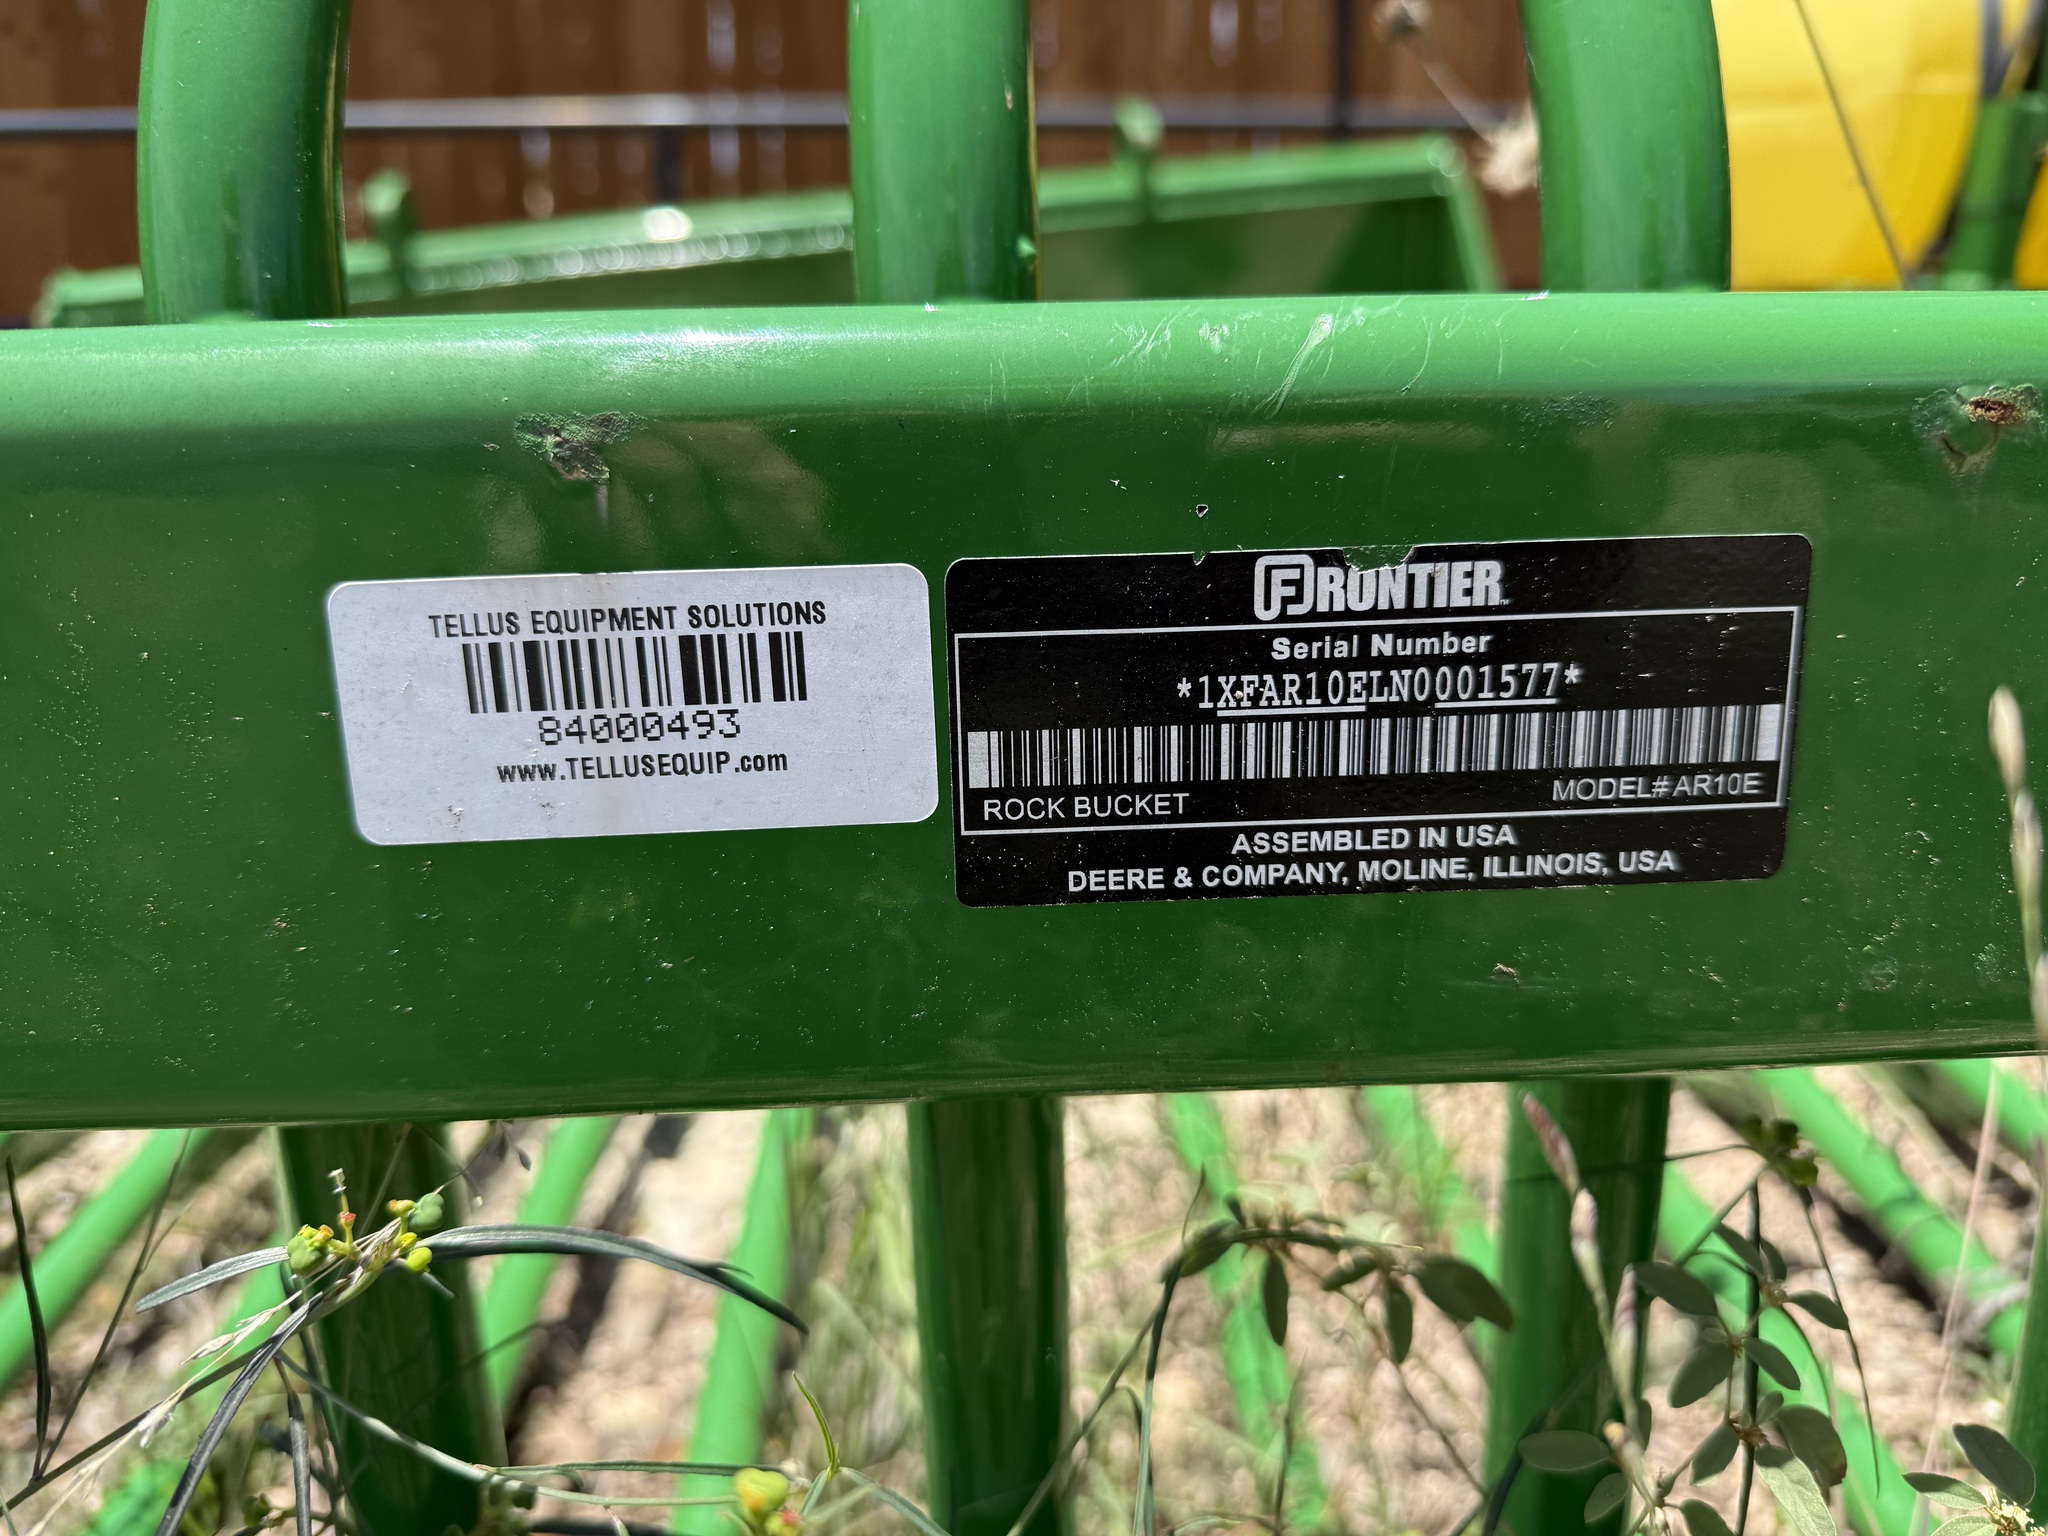 TELLUS EQUIPMENT SOLUTIONS
84000493
www.TELLUSEQUIP.com
FRONTIER™
Serial Number
*1XFAR10ELN0001577*
ROCK BUCKET
MODEL# AR10E
ASSEMBLED IN USA
DEERE & COMPANY, MOLINE, ILLINOIS, USA